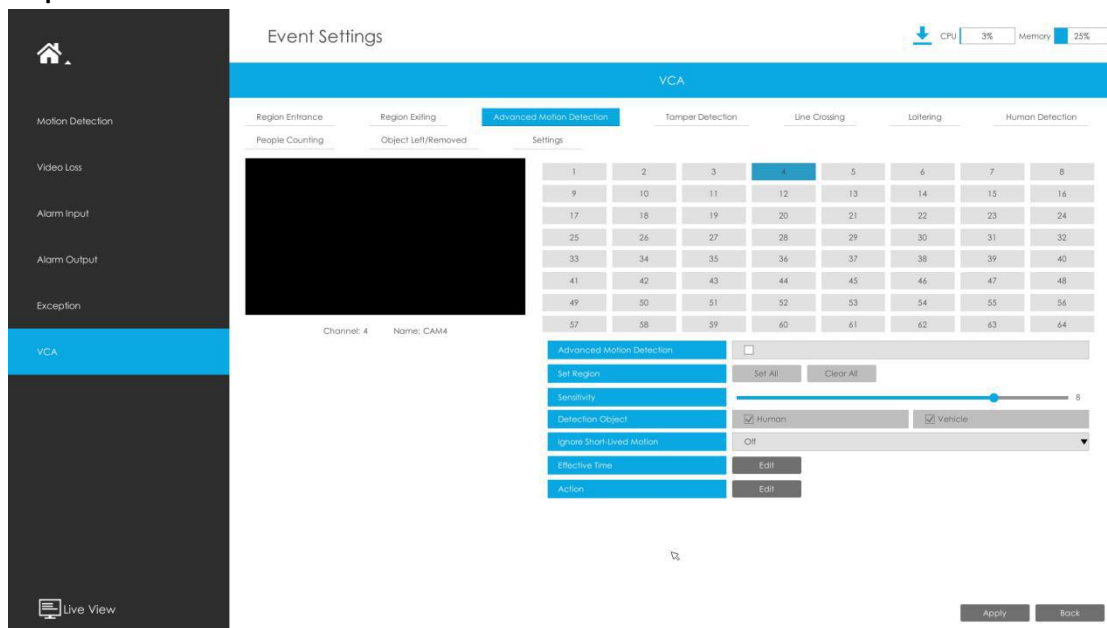 Event Settings
CPU 3% Memory 25%
VCA
Motion Detection
Video Loss
Alarm Input
Alarm Output
Exception
VCA
Live View
Region Entrance Region Exiting Advanced Motion Detection Tamper Detection Line Crossing Loitering Human Detection
People Counting Object Left/Removed Settings
1 2 3 4 5 6 7 8
9 10 11 12 13 14 15 16
17 18 19 20 21 22 23 24
25 26 27 28 29 30 31 32
33 34 35 36 37 38 39 40
41 42 43 44 45 46 47 48
49 50 51 52 53 54 55 56
57 58 59 60 61 62 63 64
Channel: 4 Name: CAM4
Advanced Motion Detection
Set Region Set All Clear All
Sensitivity 8
Detection Object Human Vehicle
Ignore Short-Lived Motion Off
Effective Time Edit
Action Edit
Apply Back